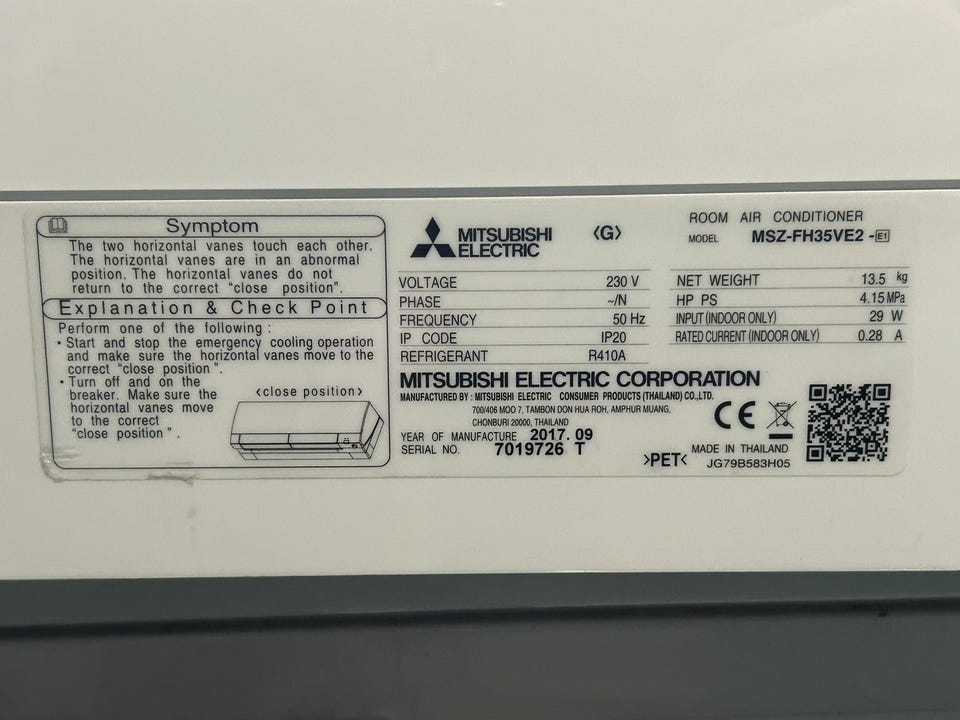 Symptom
The two horizontal vanes touch each other.
The horizontal vanes are in an abnormal
position. The horizontal vanes do not
return to the correct "close position".
Explanation & Check Point
Perform one of the following :
• Start and stop the emergency cooling operation
and make sure the horizontal vanes move to the
correct "close position".
• Turn off and on the
breaker. Make sure the
horizontal vanes move
to the correct
"close position".
<close position>
MITSUBISHI
ELECTRIC
<G>
ROOM AIR CONDITIONER
MODEL MSZ-FH35VE2 -E1
VOLTAGE 230 V
PHASE ~/N
FREQUENCY 50 Hz
IP CODE IP20
REFRIGERANT R410A
NET WEIGHT 13.5 kg
HP PS 4.15 MPa
INPUT (INDOOR ONLY) 29 W
RATED CURRENT (INDOOR ONLY) 0.28 A
MITSUBISHI ELECTRIC CORPORATION
MANUFACTURED BY : MITSUBISHI ELECTRIC CONSUMER PRODUCTS (THAILAND) CO.,LTD.
700/406 MOO 7, TAMBON DON HUA ROH, AMPHUR MUANG,
CHONBURI 20000, THAILAND
YEAR OF MANUFACTURE 2017. 09
SERIAL NO. 7019726 T
CE
>PET<
MADE IN THAILAND
JG79B583H05